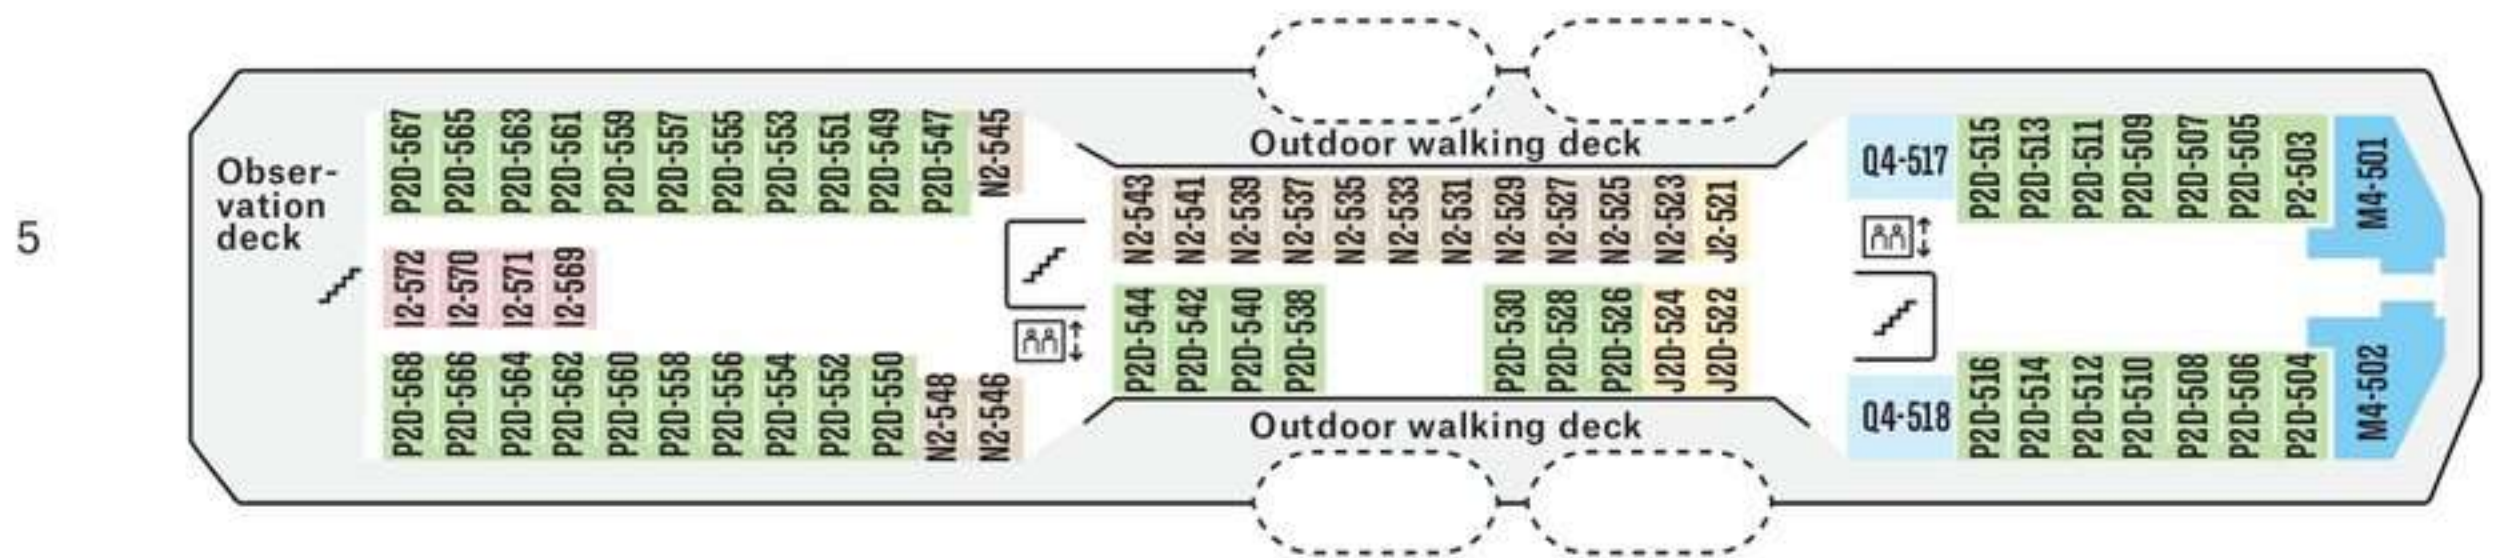 5
Obser-
vation
deck
P2D-567
P2D-565
P2D-563
P2D-561
P2D-559
P2D-557
P2D-555
P2D-553
P2D-551
P2D-549
P2D-547
N2-545
I2-572
I2-570
I2-571
I2-569
P2D-568
P2D-566
P2D-564
P2D-562
P2D-560
P2D-558
P2D-556
P2D-554
P2D-552
P2D-550
N2-548
N2-546
Outdoor walking deck
N2-543
N2-541
N2-539
N2-537
N2-535
N2-533
N2-531
N2-529
N2-527
N2-525
N2-523
J2-521
P2D-544
P2D-542
P2D-540
P2D-538
P2D-530
P2D-528
P2D-526
J2D-524
J2D-522
Outdoor walking deck
Q4-517
P2D-515
P2D-513
P2D-511
P2D-509
P2D-507
P2D-505
P2-503
M4-501
Q4-518
P2D-516
P2D-514
P2D-512
P2D-510
P2D-508
P2D-506
P2D-504
M4-502